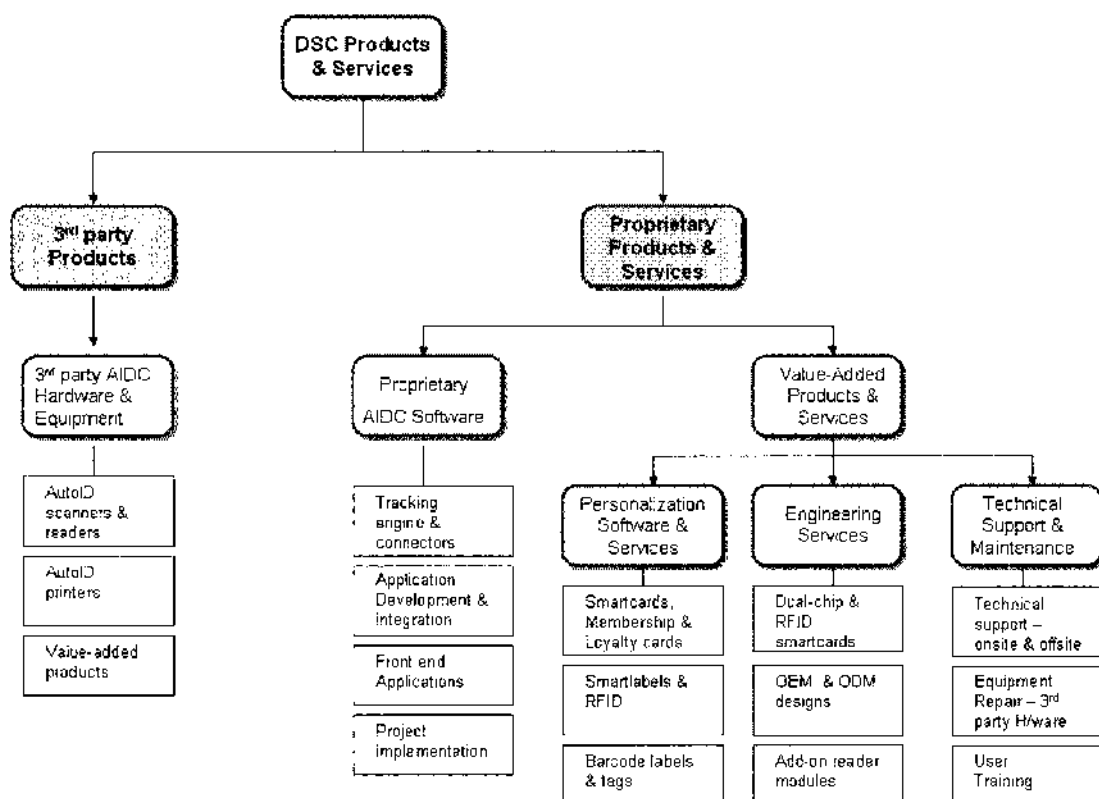 DSC Products
& Services
3rd party
Products
Proprietary
Products &
Services
3rd party AIDC
Hardware &
Equipment
Proprietary
AIDC Software
Value-Added
Products &
Services
AutoID
scanners &
readers
AutoID
printers
Value-added
products
Tracking
engine &
connectors
Application
Development &
integration
Front end
Applications
Project
implementation
Personalization
Software &
Services
Engineering
Services
Technical
Support &
Maintenance
Smartcards,
Membership &
Loyalty cards
Smartlabels &
RFID
Barcode labels
& tags
Dual-chip &
RFID
smartcards
OEM & ODM
designs
Add-on reader
modules
Technical
support –
onsite & offsite
Equipment
Repair – 3rd
party H/ware
User
Training